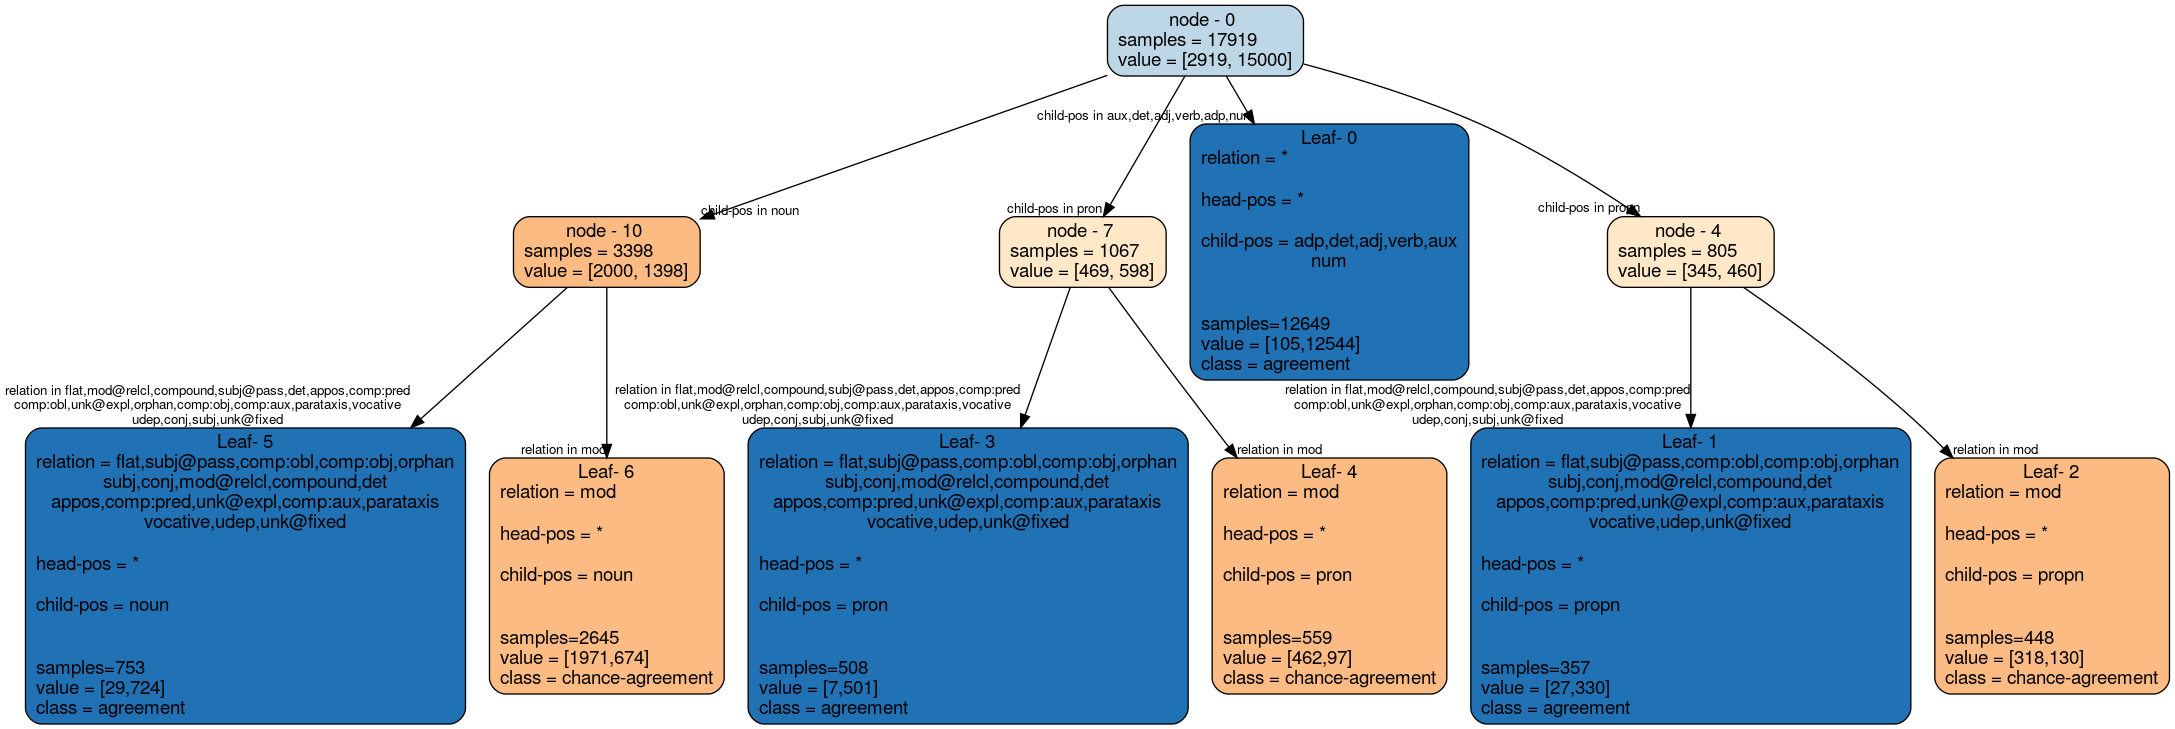 node - 0
samples = 17919
value = [2919, 15000]
child-pos in aux,det,adj,verb,adp,num
child-pos in noun
child-pos in pron
child-pos in propn
Leaf- 0
relation = *
head-pos = *
child-pos = adp,det,adj,verb,aux
num
samples=12649
value = [105,12544]
class = agreement
node - 10
samples = 3398
value = [2000, 1398]
node - 7
samples = 1067
value = [469, 598]
node - 4
samples = 805
value = [345, 460]
relation in flat,mod@relcl,compound,subj@pass,det,appos,comp:pred
comp:obl,unk@expl,orphan,comp:obj,comp:aux,parataxis,vocative
udep,conj,subj,unk@fixed
relation in mod
relation in flat,mod@relcl,compound,subj@pass,det,appos,comp:pred
comp:obl,unk@expl,orphan,comp:obj,comp:aux,parataxis,vocative
udep,conj,subj,unk@fixed
relation in mod
relation in flat,mod@relcl,compound,subj@pass,det,appos,comp:pred
comp:obl,unk@expl,orphan,comp:obj,comp:aux,parataxis,vocative
udep,conj,subj,unk@fixed
relation in mod
Leaf- 5
relation = flat,subj@pass,comp:obl,comp:obj,orphan
subj,conj,mod@relcl,compound,det
appos,comp:pred,unk@expl,comp:aux,parataxis
vocative,udep,unk@fixed
head-pos = *
child-pos = noun
samples=753
value = [29,724]
class = agreement
Leaf- 6
relation = mod
head-pos = *
child-pos = noun
samples=2645
value = [1971,674]
class = chance-agreement
Leaf- 3
relation = flat,subj@pass,comp:obl,comp:obj,orphan
subj,conj,mod@relcl,compound,det
appos,comp:pred,unk@expl,comp:aux,parataxis
vocative,udep,unk@fixed
head-pos = *
child-pos = pron
samples=508
value = [7,501]
class = agreement
Leaf- 4
relation = mod
head-pos = *
child-pos = pron
samples=559
value = [462,97]
class = chance-agreement
Leaf- 1
relation = flat,subj@pass,comp:obl,comp:obj,orphan
subj,conj,mod@relcl,compound,det
appos,comp:pred,unk@expl,comp:aux,parataxis
vocative,udep,unk@fixed
head-pos = *
child-pos = propn
samples=357
value = [27,330]
class = agreement
Leaf- 2
relation = mod
head-pos = *
child-pos = propn
samples=448
value = [318,130]
class = chance-agreement